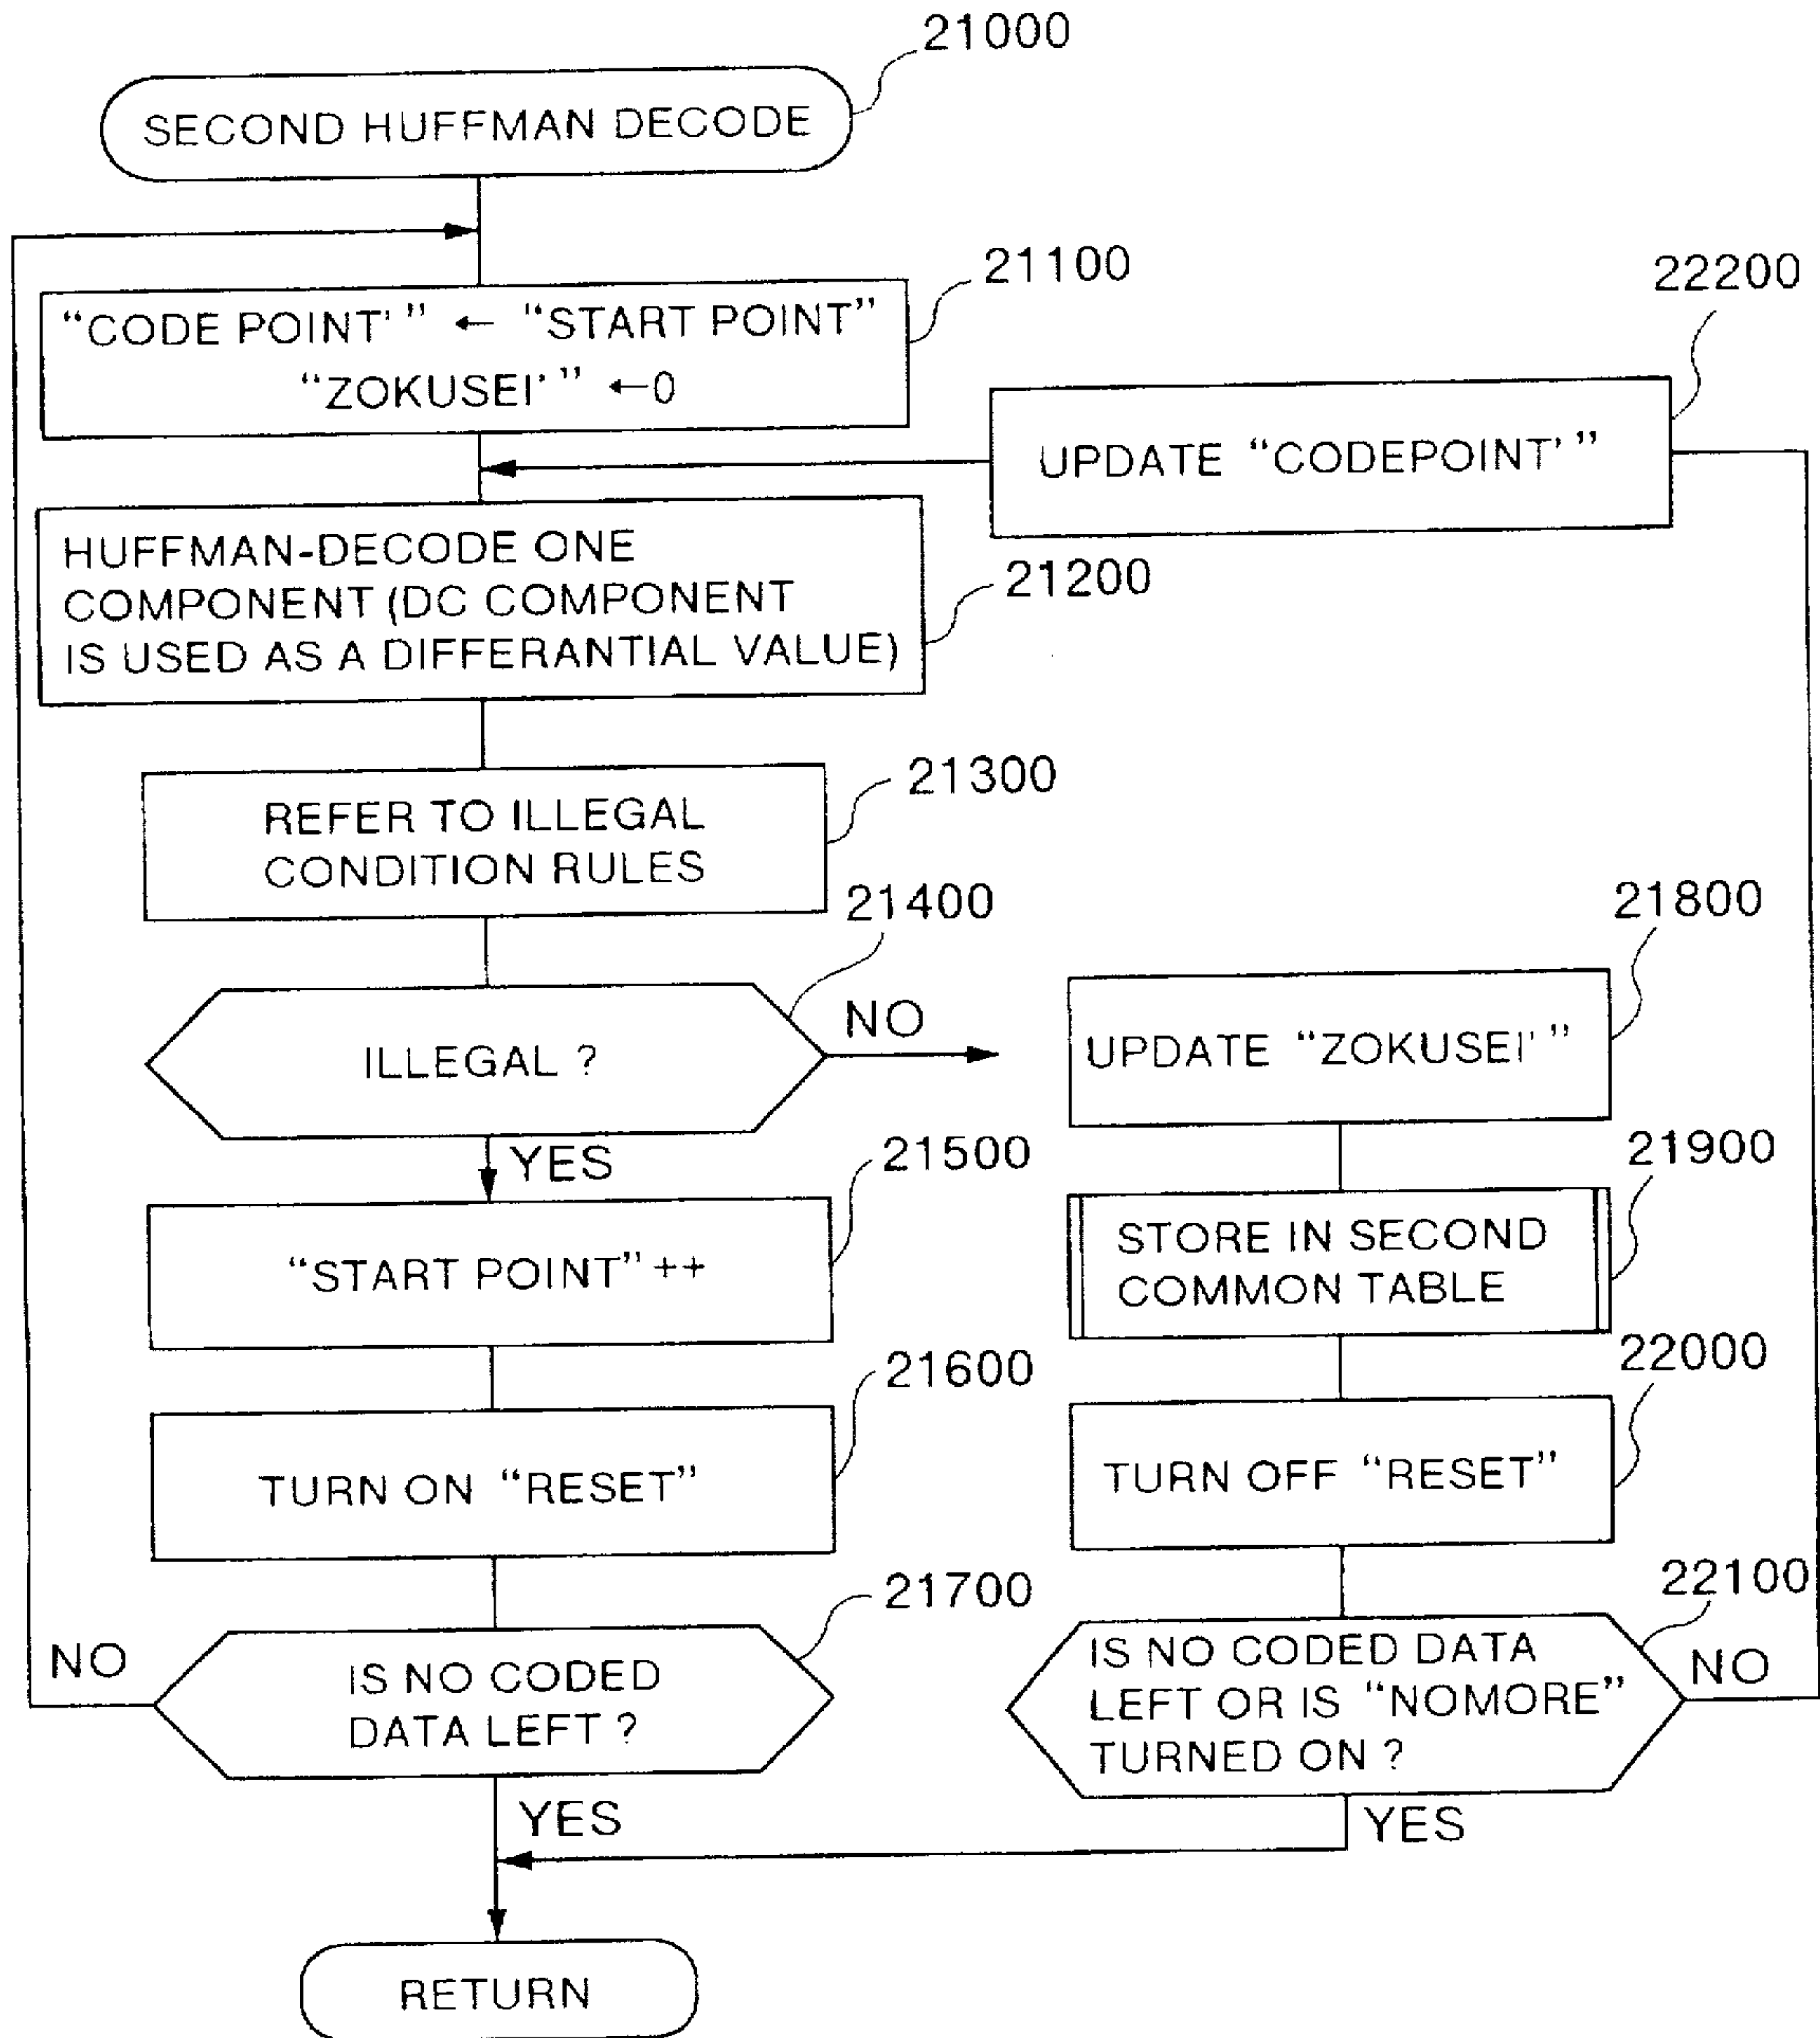 21000
SECOND HUFFMAN DECODE
21100
“CODE POINT' ” ← “START POINT”
“ZOKUSEI' ” ←0
22200
UPDATE “CODEPOINT' ”
HUFFMAN-DECODE ONE
COMPONENT (DC COMPONENT
IS USED AS A DIFFERANTIAL VALUE)
21200
21300
REFER TO ILLEGAL
CONDITION RULES
21400
ILLEGAL ?
NO
21800
UPDATE “ZOKUSEI' ”
YES
21500
“START POINT” ++
21900
STORE IN SECOND
COMMON TABLE
21600
TURN ON “RESET”
22000
TURN OFF “RESET”
21700
NO
IS NO CODED
DATA LEFT ?
22100
IS NO CODED DATA
LEFT OR IS “NOMORE”
TURNED ON ?
NO
YES
YES
RETURN